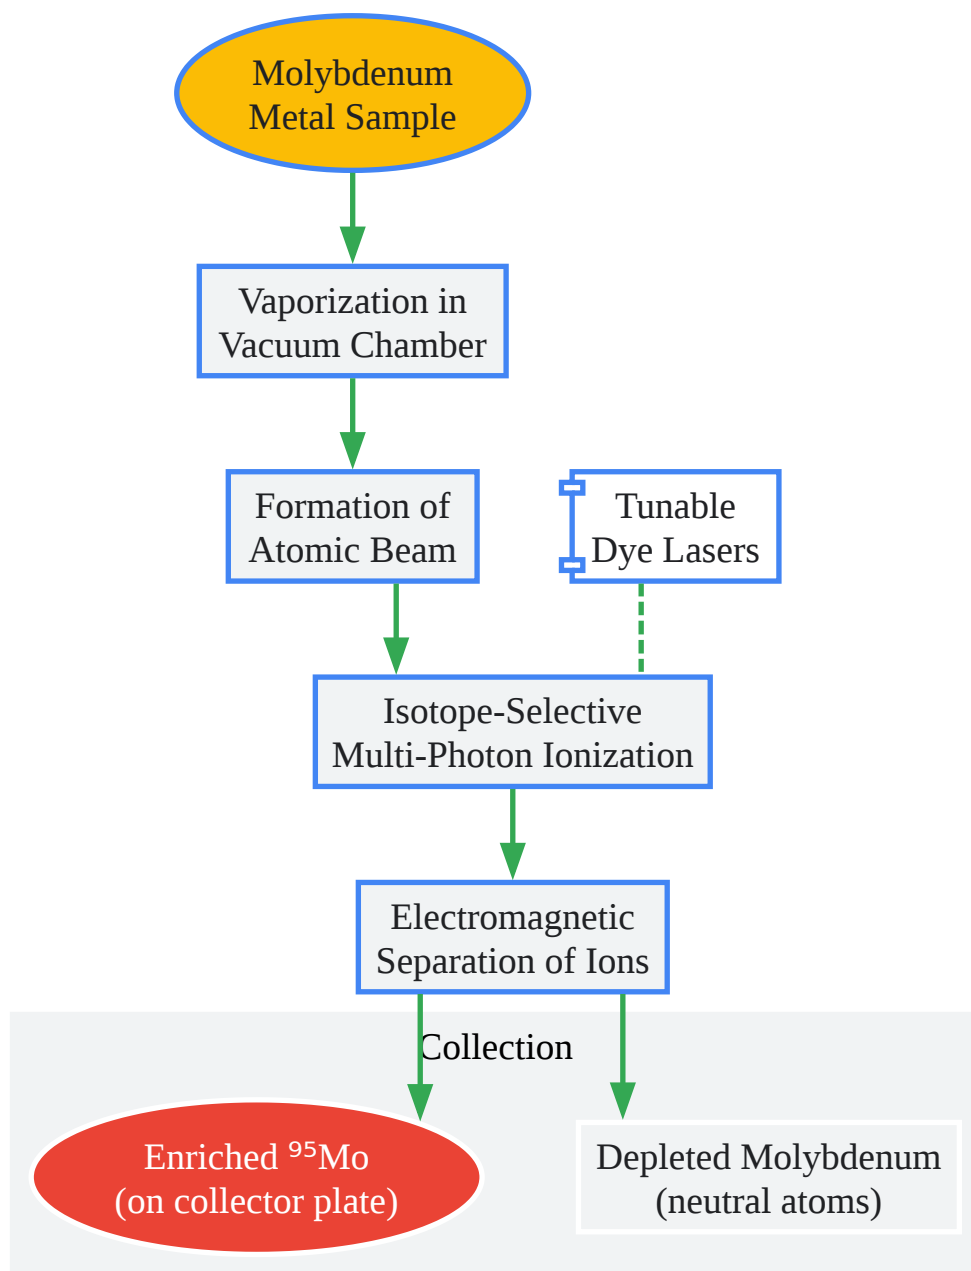 Molybdenum
Metal Sample
Vaporization in
Vacuum Chamber
Formation of
Atomic Beam
Tunable
Dye Lasers
Isotope-Selective
Multi-Photon Ionization
Electromagnetic
Separation of Ions
Collection
Enriched ⁹⁵Mo
(on collector plate)
Depleted Molybdenum
(neutral atoms)